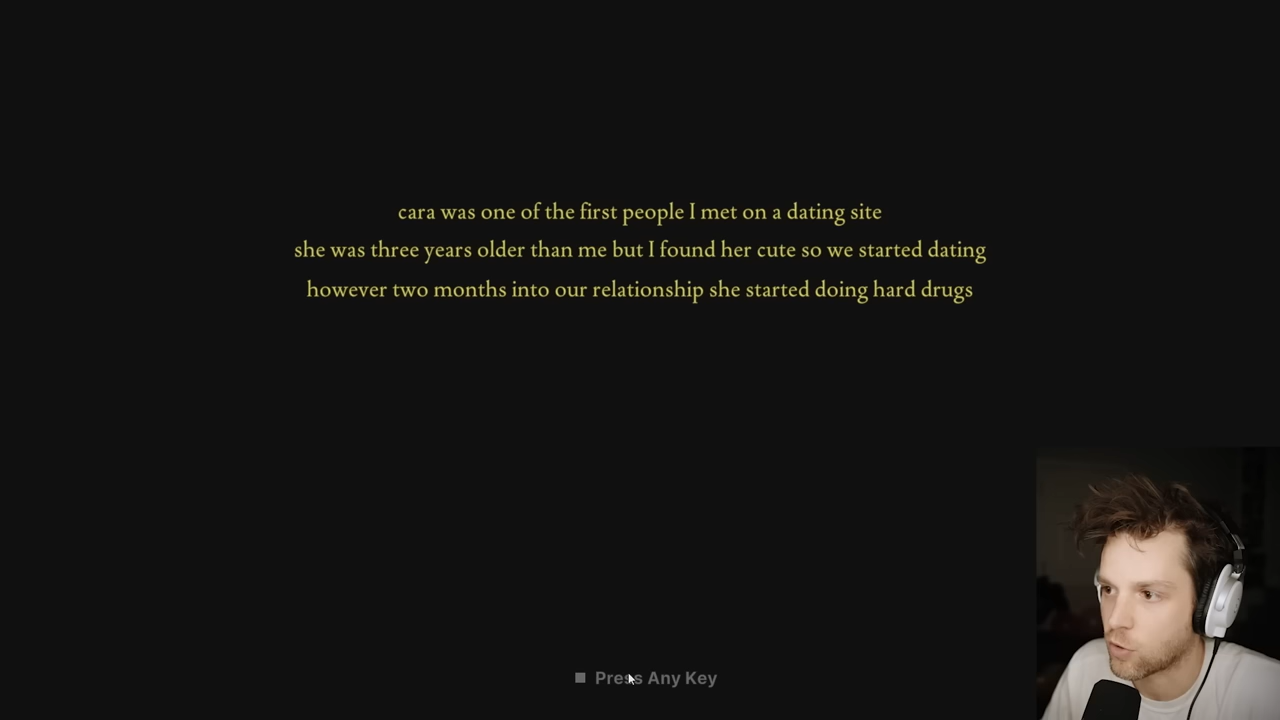 cara was one of the first people I met on a dating site
she was three years older than me but I found her cute so we started dating
however two months into our relationship she started doing hard drugs
Press Any Key